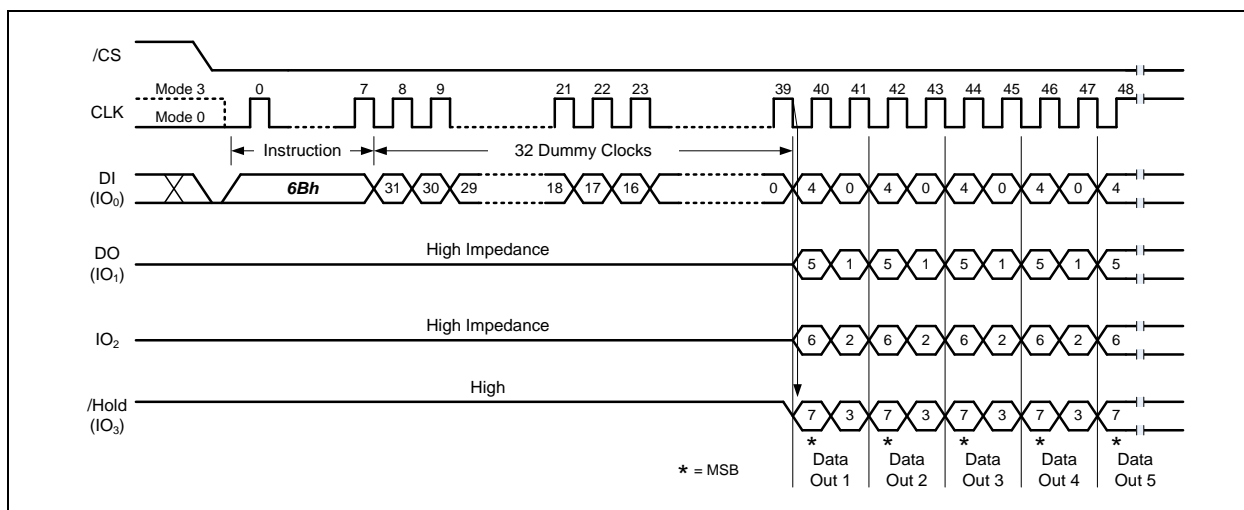 /CS
Mode 3 0 7 8 9 21 22 23 39 40 41 42 43 44 45 46 47 48
CLK
Mode 0
Instruction 32 Dummy Clocks
DI
(IO0)
6Bh 31 30 29 18 17 16 0 4 0 4 0 4 0 4 0 4
DO
(IO1)
High Impedance
5 1 5 1 5 1 5 1 5
IO2
High Impedance
6 2 6 2 6 2 6 2 6
/Hold
(IO3)
High
7 3 7 3 7 3 7 3 7
* * * * *
* = MSB
Data
Out 1
Data
Out 2
Data
Out 3
Data
Out 4
Data
Out 5